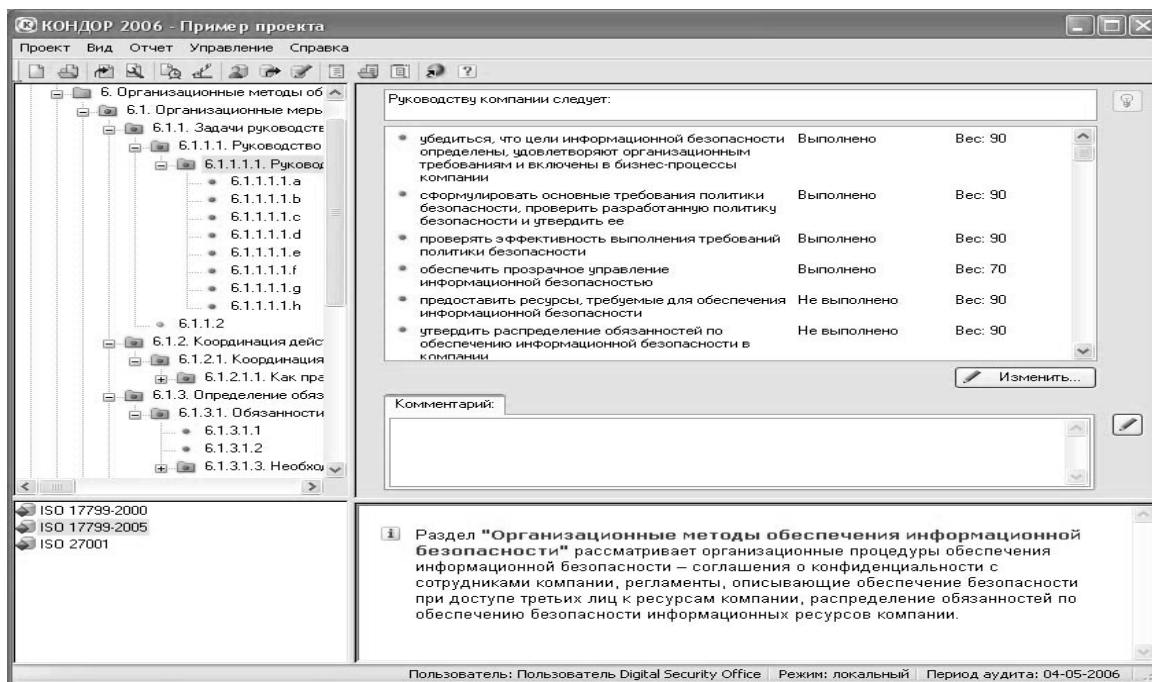 КОНДОР 2006 - Пример проекта
Проект Вид Отчет Управление Справка
6. Организационные методы об
6.1. Организационные меры
6.1.1. Задачи руководств
6.1.1.1. Руководство
6.1.1.1.1. Руковод
6.1.1.1.1.a
6.1.1.1.1.b
6.1.1.1.1.c
6.1.1.1.1.d
6.1.1.1.1.e
6.1.1.1.1.f
6.1.1.1.1.g
6.1.1.1.1.h
6.1.1.2
6.1.2. Координация дейс
6.1.2.1. Координация
6.1.2.1.1. Как пра
6.1.3. Определение обяз
6.1.3.1. Обязанности
6.1.3.1.1
6.1.3.1.2
6.1.3.1.3. Необхо
ISO 17799-2000
ISO 17799-2005
ISO 27001
Руководству компании следует:
убедиться, что цели информационной безопасности Выполнено Вес: 90
определены, удовлетворяют организационным
требованиям и включены в бизнес-процессы
компании
сформулировать основные требования политики Выполнено Вес: 90
безопасности, проверить разработанную политику
безопасности и утвердить ее
проверять эффективность выполнения требований Выполнено Вес: 90
политики безопасности
обеспечить прозрачное управление Выполнено Вес: 70
информационной безопасностью
предоставить ресурсы, требуемые для обеспечения Не выполнено Вес: 90
информационной безопасности
утвердить распределение обязанностей по Не выполнено Вес: 90
обеспечению информационной безопасности в
компании
Изменить...
Комментарий:
Раздел "Организационные методы обеспечения информационной
безопасности" рассматривает организационные процедуры обеспечения
информационной безопасности – соглашения о конфиденциальности с
сотрудниками компании, регламенты, описывающие обеспечение безопасности
при доступе третьих лиц к ресурсам компании, распределение обязанностей по
обеспечению безопасности информационных ресурсов компании.
Пользователь: Пользователь Digital Security Office Режим: локальный Период аудита: 04-05-2006